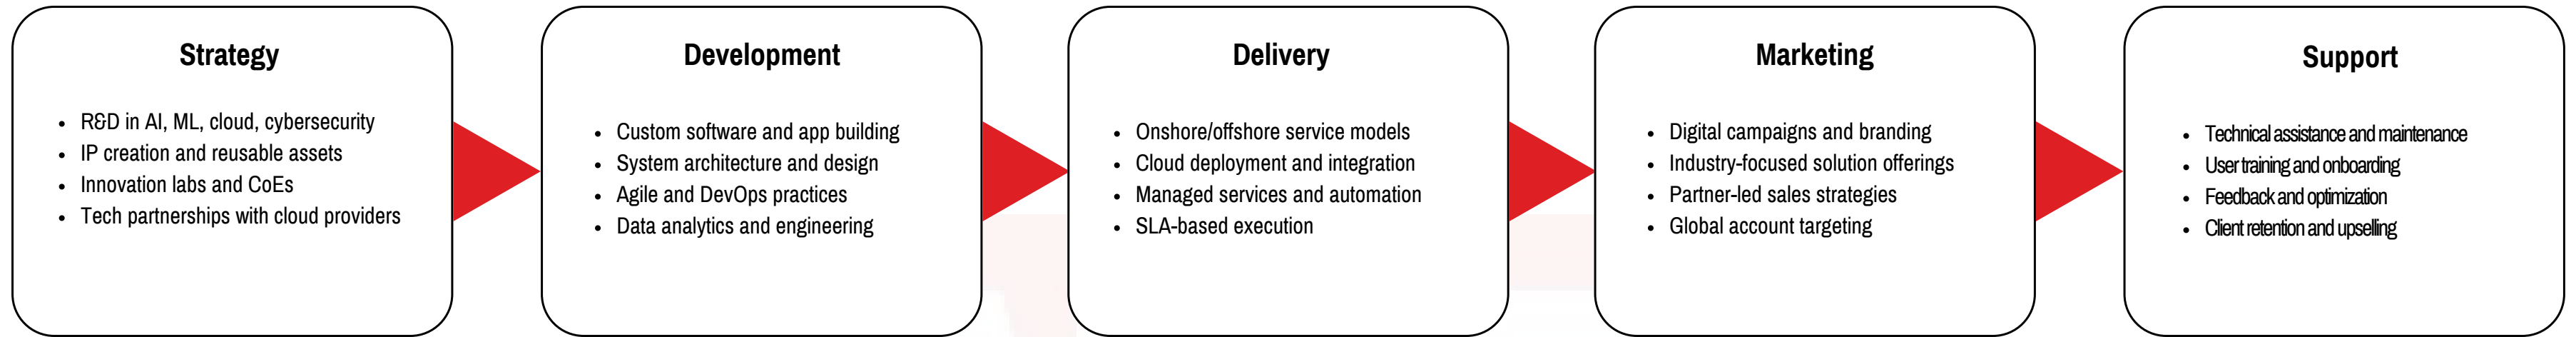 Strategy
• R&D in AI, ML, cloud, cybersecurity
• IP creation and reusable assets
• Innovation labs and CoEs
• Tech partnerships with cloud providers
Development
• Custom software and app building
• System architecture and design
• Agile and DevOps practices
• Data analytics and engineering
Delivery
• Onshore/offshore service models
• Cloud deployment and integration
• Managed services and automation
• SLA-based execution
Marketing
• Digital campaigns and branding
• Industry-focused solution offerings
• Partner-led sales strategies
• Global account targeting
Support
• Technical assistance and maintenance
• User training and onboarding
• Feedback and optimization
• Client retention and upselling